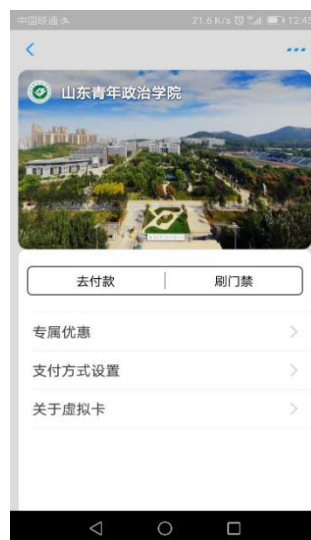 中国联通
21.6 K/s
12:45
山东青年政治学院
去付款 刷门禁
专属优惠
支付方式设置
关于虚拟卡